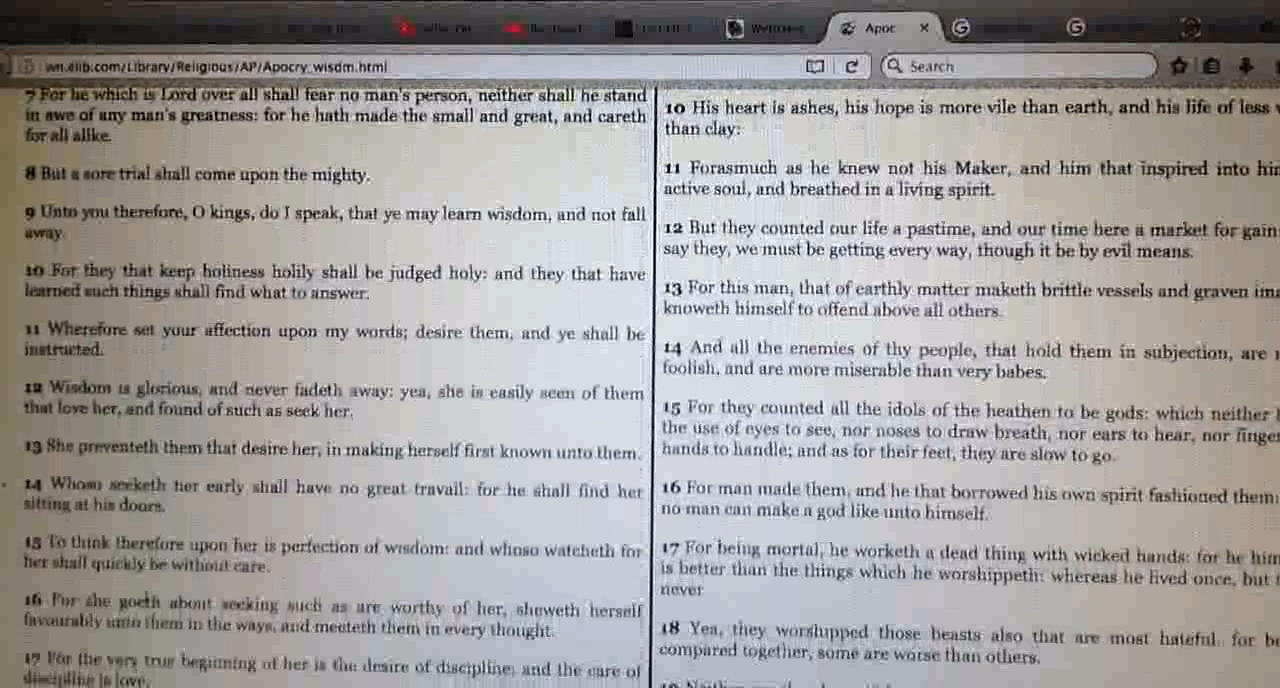 Apoc
wn.elib.com/Library/Religious/AP/Apocry_wisdm.html
Search
7 For he which is Lord over all shall fear no man's person, neither shall he stand
in awe of any man's greatness: for he hath made the small and great, and careth
for all alike.
8 But a sore trial shall come upon the mighty.
9 Unto you therefore, O kings, do I speak, that ye may learn wisdom, and not fall
away.
10 For they that keep holiness holily shall be judged holy: and they that have
learned such things shall find what to answer.
11 Wherefore set your affection upon my words; desire them, and ye shall be
instructed.
12 Wisdom is glorious, and never fadeth away: yea, she is easily seen of them
that love her, and found of such as seek her.
13 She preventeth them that desire her, in making herself first known unto them.
14 Whoso seeketh her early shall have no great travail: for he shall find her
sitting at his doors.
15 To think therefore upon her is perfection of wisdom: and whoso watcheth for
her shall quickly be without care.
16 For she goeth about seeking such as are worthy of her, sheweth herself
favourably unto them in the ways, and meeteth them in every thought.
17 For the very true beginning of her is the desire of discipline; and the care of
discipline is love.
10 His heart is ashes, his hope is more vile than earth, and his life of less
than clay:
11 Forasmuch as he knew not his Maker, and him that inspired into
active soul, and breathed in a living spirit.
12 But they counted our life a pastime, and our time here a market for gain
say they, we must be getting every way, though it be by evil means.
13 For this man, that of earthly matter maketh brittle vessels and graven
knoweth himself to offend above all others.
14 And all the enemies of thy people, that hold them in subjection, are
foolish, and are more miserable than very babes.
15 For they counted all the idols of the heathen to be gods: which neither
the use of eyes to see, nor noses to draw breath, nor ears to hear, nor
hands to handle; and as for their feet, they are slow to go.
16 For man made them, and he that borrowed his own spirit fashioned them:
no man can make a god like unto himself.
17 For being mortal, he worketh a dead thing with wicked hands: for he
is better than the things which he worshippeth: whereas he lived once, but
never
18 Yea, they worshipped those beasts also that are most hateful: for
compared together, some are worse than others.